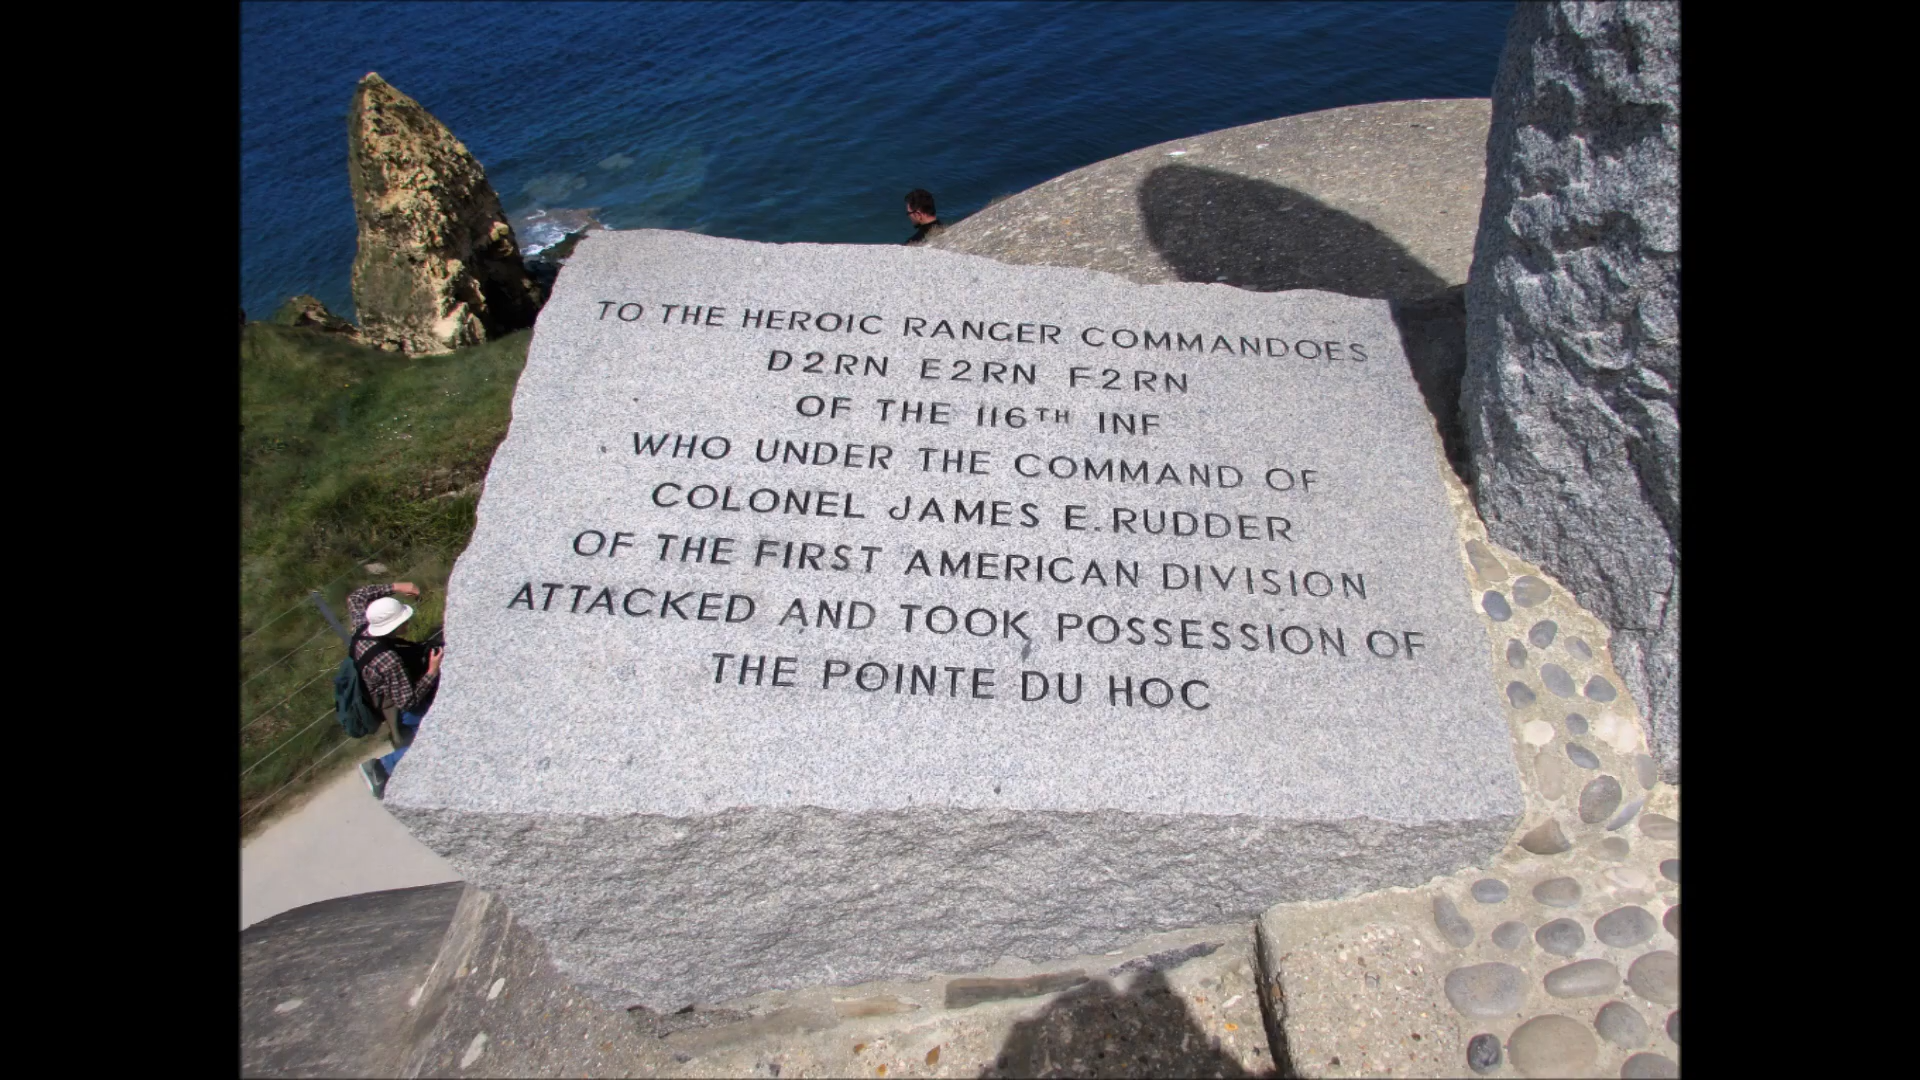 TO THE HEROIC RANGER COMMANDOES
D2RN E2RN F2RN
OF THE 116TH INF
WHO UNDER THE COMMAND OF
COLONEL JAMES E. RUDDER
OF THE FIRST AMERICAN DIVISION
ATTACKED AND TOOK POSSESSION OF
THE POINTE DU HOC